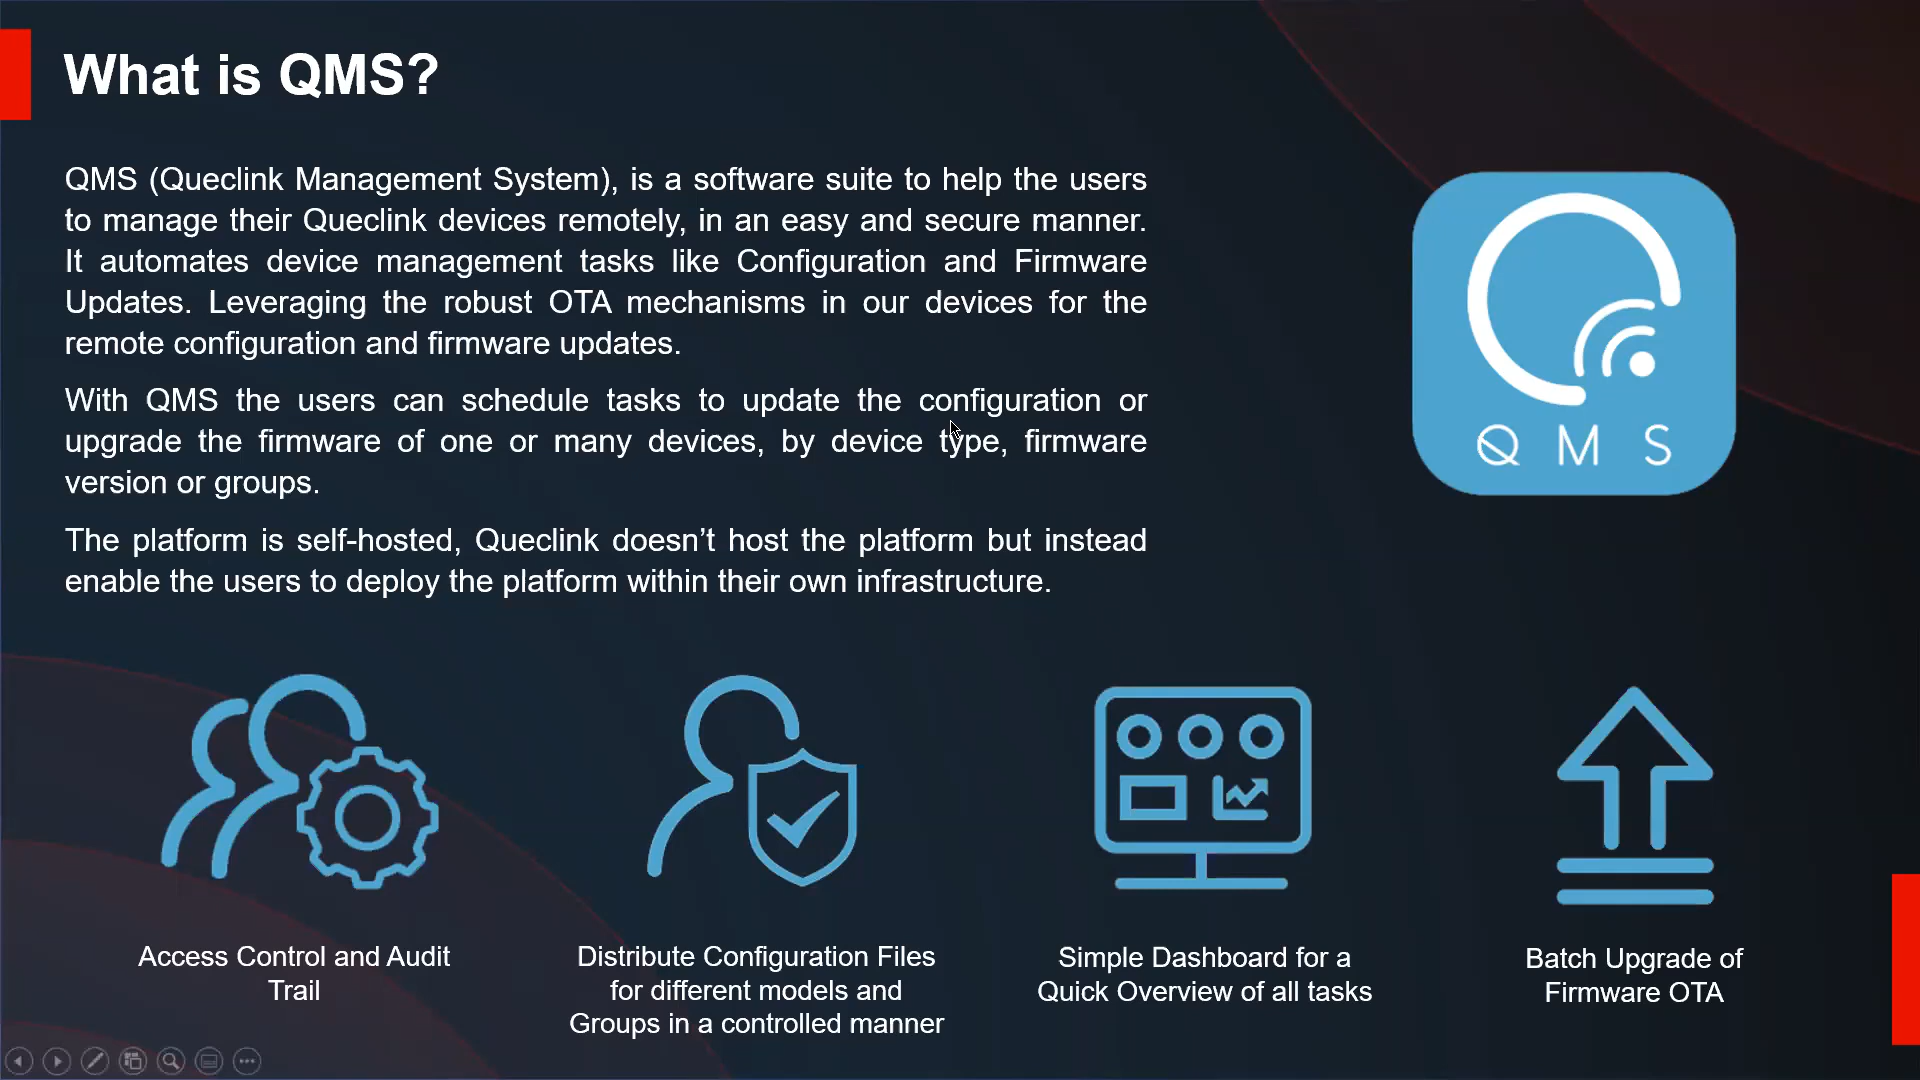 What is QMS?
QMS (Queclink Management System), is a software suite to help the users
to manage their Queclink devices remotely, in an easy and secure manner.
It automates device management tasks like Configuration and Firmware
Updates. Leveraging the robust OTA mechanisms in our devices for the
remote configuration and firmware updates.
With QMS the users can schedule tasks to update the configuration or
upgrade the firmware of one or many devices, by device type, firmware
version or groups.
The platform is self-hosted, Queclink doesn’t host the platform but instead
enable the users to deploy the platform within their own infrastructure.
Q M S
Access Control and Audit
Trail
Distribute Configuration Files
for different models and
Groups in a controlled manner
Simple Dashboard for a
Quick Overview of all tasks
Batch Upgrade of
Firmware OTA